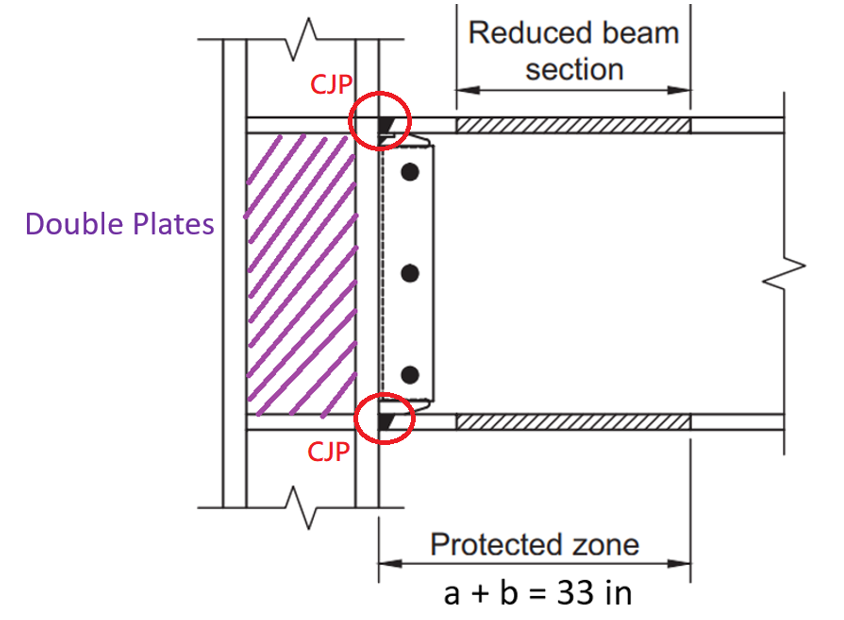 Reduced beam
section
CJP
Double Plates
CJP
Protected zone
a + b = 33 in